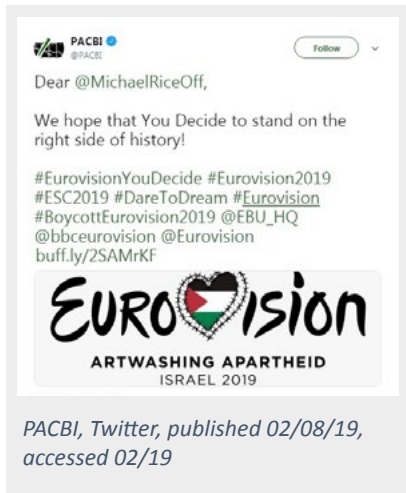 PACBI
@PACBI
Follow
Dear @MichaelRiceOff,
We hope that You Decide to stand on the
right side of history!
#EurovisionYouDecide #Eurovision2019
#ESC2019 #DareToDream #Eurovision
#BoycottEurovision2019 @EBU_HQ
@bbceurovision @Eurovision
buff.ly/2SAMrKF
EUROVISION
ARTWASHING APARTHEID
ISRAEL 2019
PACBI, Twitter, published 02/08/19,
accessed 02/19